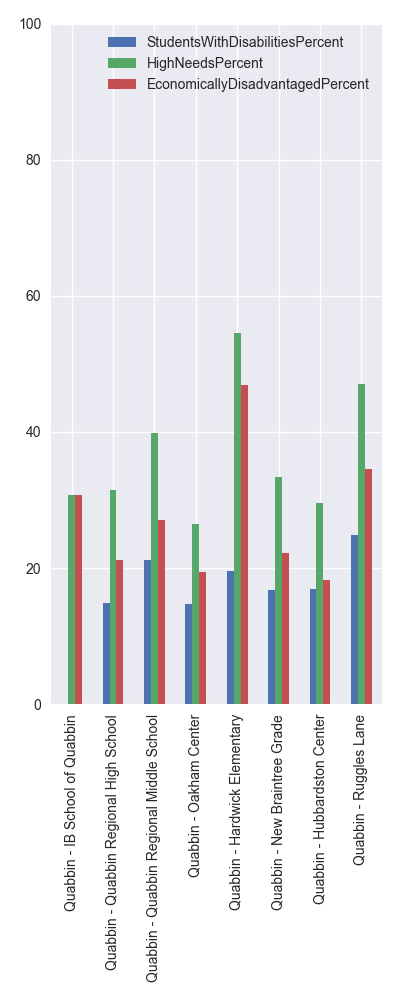 100
80
60
40
20
0
StudentsWithDisabilitiesPercent
HighNeedsPercent
EconomicallyDisadvantagedPercent
Quabbin - IB School of Quabbin
Quabbin - Quabbin Regional High School
Quabbin - Quabbin Regional Middle School
Quabbin - Oakham Center
Quabbin - Hardwick Elementary
Quabbin - New Braintree Grade
Quabbin - Hubbardston Center
Quabbin - Ruggles Lane